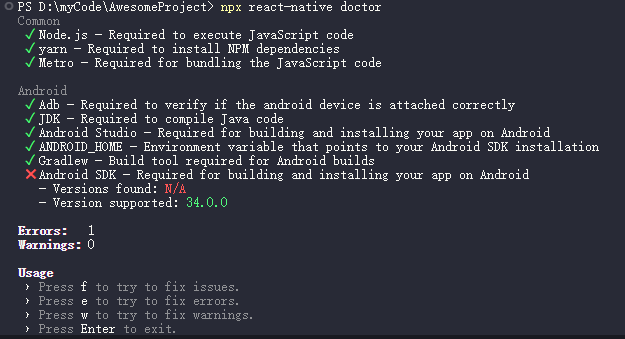 PS D:\myCode\AwesomeProject> npx react-native doctor
Common
✓ Node.js - Required to execute JavaScript code
✓ yarn - Required to install NPM dependencies
✓ Metro - Required for bundling the JavaScript code
Android
✓ Adb - Required to verify if the android device is attached correctly
✓ JDK - Required to compile Java code
✓ Android Studio - Required for building and installing your app on Android
✓ ANDROID_HOME - Environment variable that points to your Android SDK installation
✓ Gradlew - Build tool required for Android builds
✖ Android SDK - Required for building and installing your app on Android
- Versions found: N/A
- Version supported: 34.0.0
Errors: 1
Warnings: 0
Usage
› Press f to try to fix issues.
› Press e to try to fix errors.
› Press w to try to fix warnings.
› Press Enter to exit.